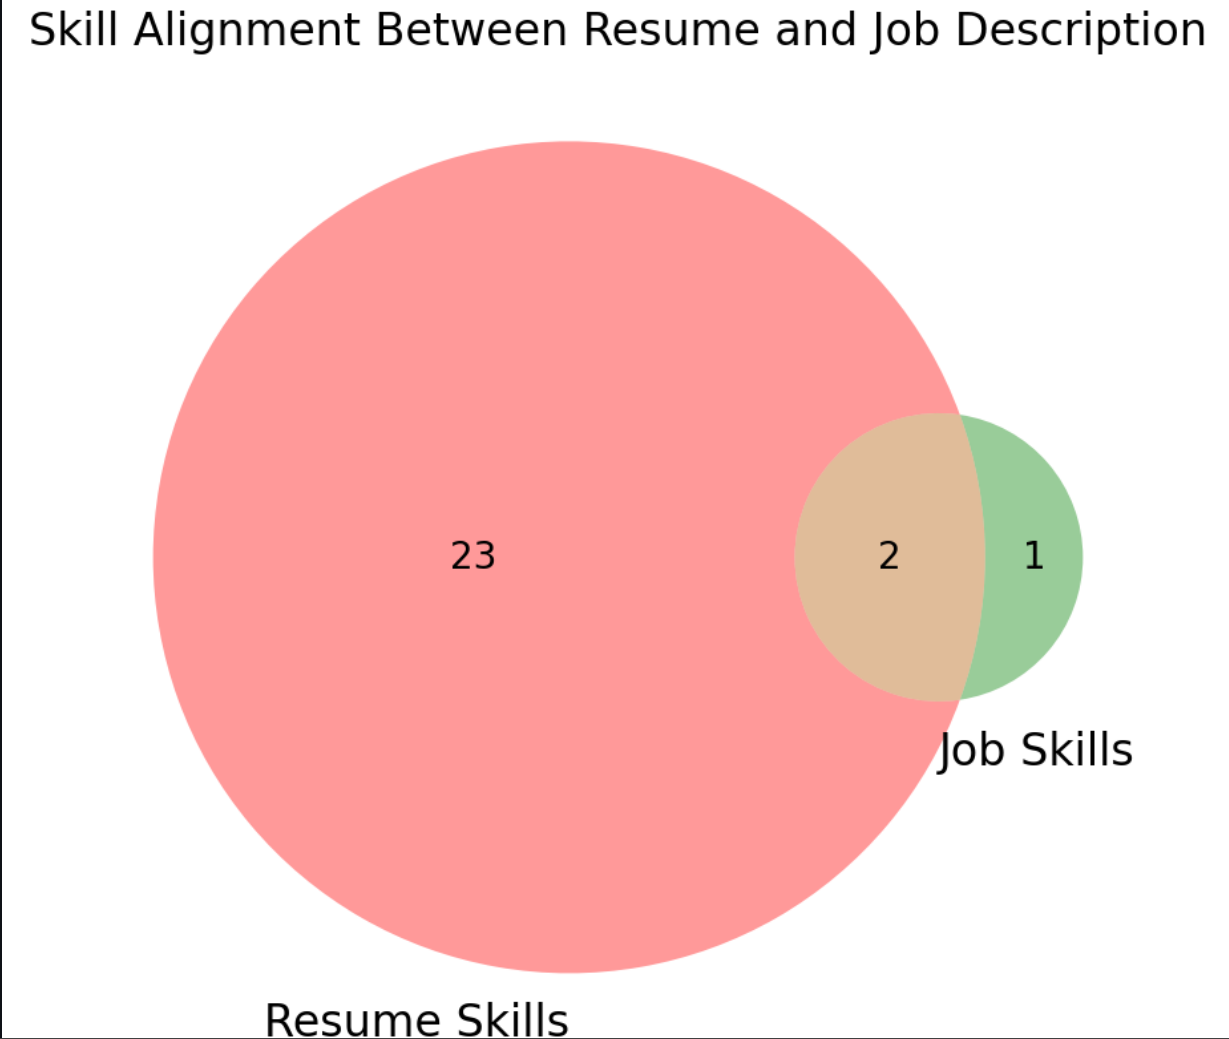 Skill Alignment Between Resume and Job Description
23
2
1
Job Skills
Resume Skills